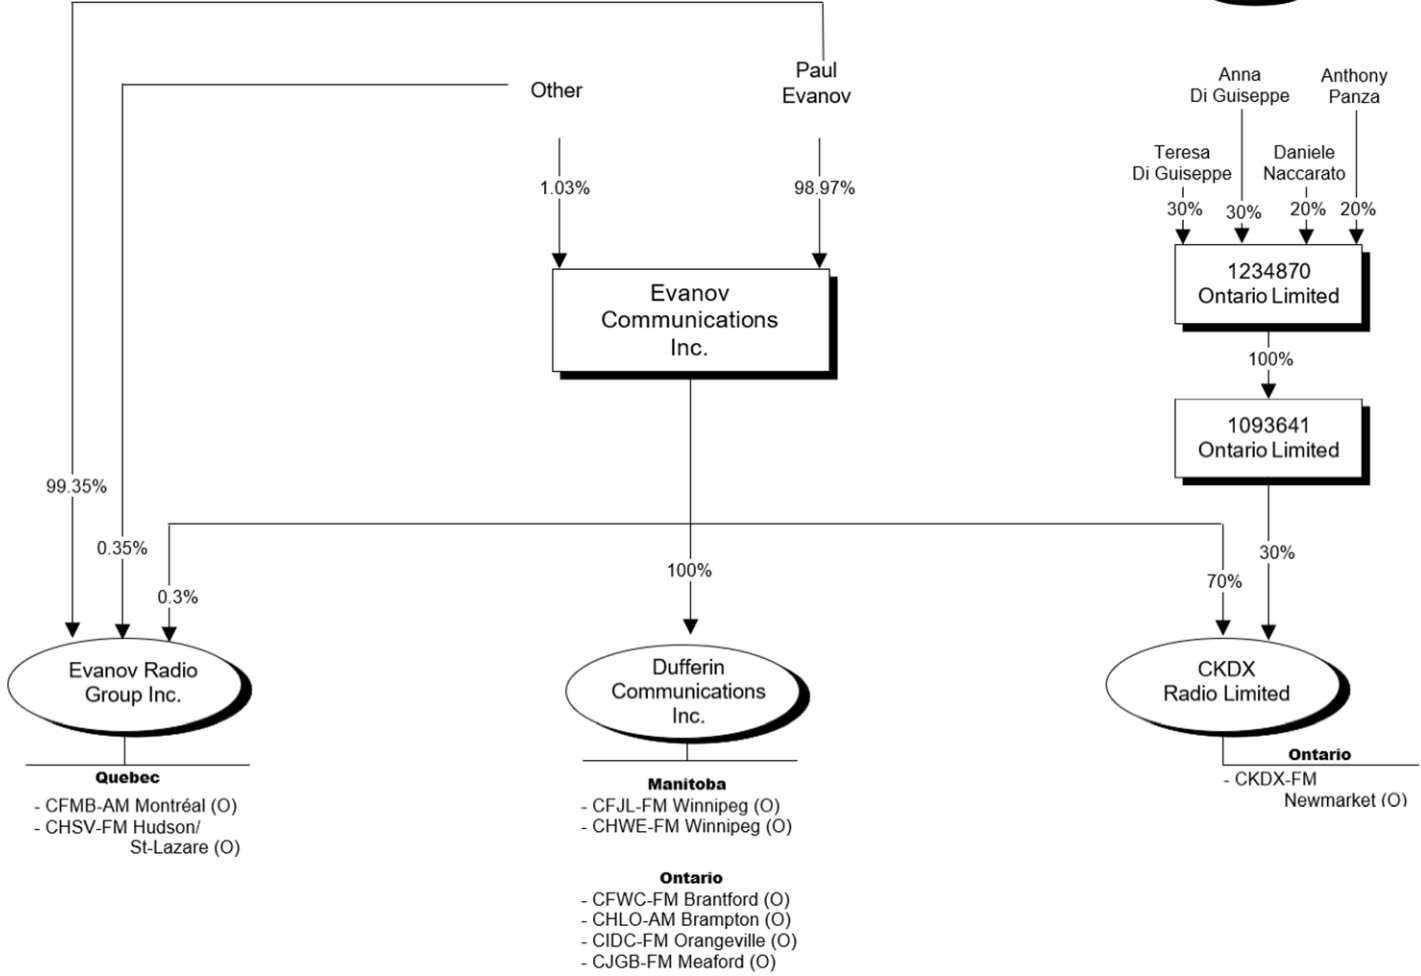 Other
Paul
Evanov
Anna
Di Guiseppe
Anthony
Panza
Teresa
Di Guiseppe
Daniele
Naccarato
1.03%
98.97%
30%
30%
20%
20%
Evanov
Communications
Inc.
1234870
Ontario Limited
100%
1093641
Ontario Limited
99.35%
0.35%
0.3%
100%
70%
30%
Evanov Radio
Group Inc.
Dufferin
Communications
Inc.
CKDX
Radio Limited
Quebec
- CFMB-AM Montréal (O)
- CHSV-FM Hudson/
St-Lazare (O)
Manitoba
- CFJL-FM Winnipeg (O)
- CHWE-FM Winnipeg (O)
Ontario
- CFWC-FM Brantford (O)
- CHLO-AM Brampton (O)
- CIDC-FM Orangeville (O)
- CJGB-FM Meaford (O)
Ontario
- CKDX-FM
Newmarket (O)